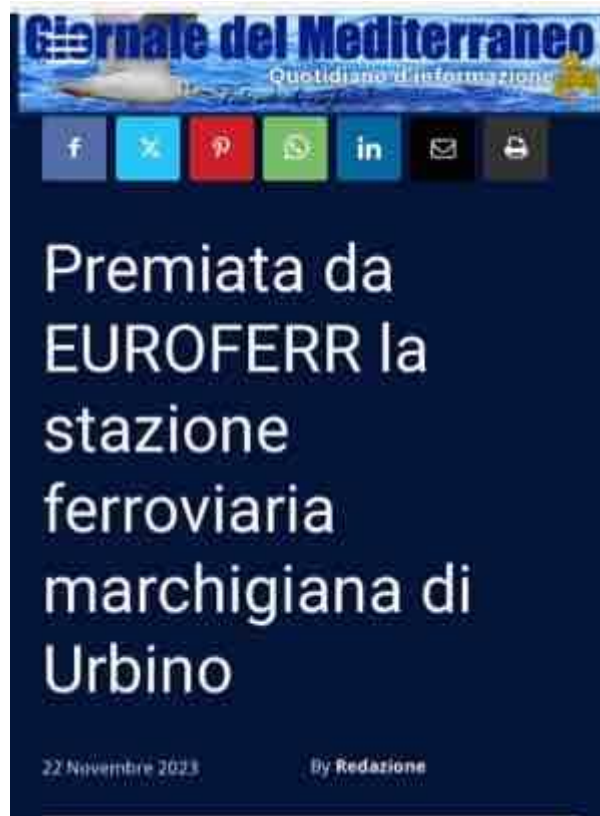 Giornale del Mediterraneo
Quotidiano d'informazione
f
in
Premiata da
EUROFERR la
stazione
ferroviaria
marchigiana di
Urbino
22 Novembre 2023 By Redazione